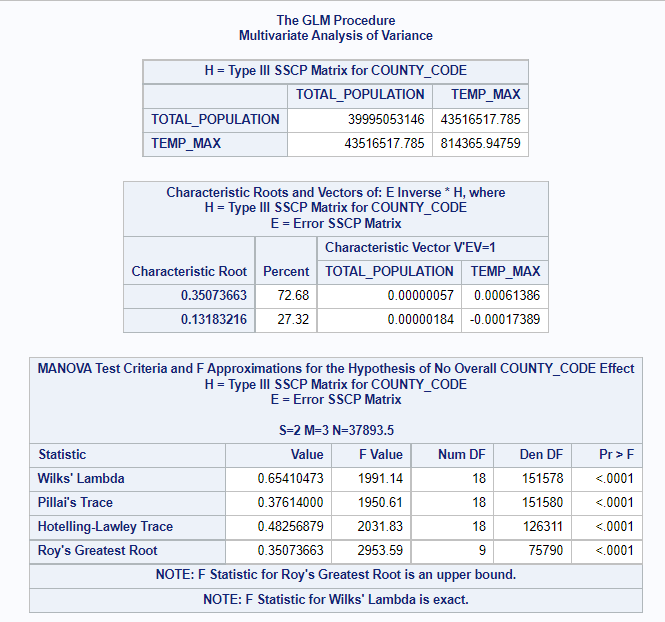 The GLM Procedure
Multivariate Analysis of Variance
H = Type III SSCP Matrix for COUNTY_CODE
TOTAL_POPULATION TEMP_MAX
TOTAL_POPULATION 39995053146 43516517.785
TEMP_MAX 43516517.785 814365.94759
Characteristic Roots and Vectors of: E Inverse * H, where
H = Type III SSCP Matrix for COUNTY_CODE
E = Error SSCP Matrix
Characteristic Vector V'EV=1
Characteristic Root Percent TOTAL_POPULATION TEMP_MAX
0.35073663 72.68 0.00000057 0.00061386
0.13183216 27.32 0.00000184 -0.00017389
MANOVA Test Criteria and F Approximations for the Hypothesis of No Overall COUNTY_CODE Effect
H = Type III SSCP Matrix for COUNTY_CODE
E = Error SSCP Matrix
S=2 M=3 N=37893.5
Statistic Value F Value Num DF Den DF Pr > F
Wilks' Lambda 0.65410473 1991.14 18 151578 <.0001
Pillai's Trace 0.37614000 1950.61 18 151580 <.0001
Hotelling-Lawley Trace 0.48256879 2031.83 18 126311 <.0001
Roy's Greatest Root 0.35073663 2953.59 9 75790 <.0001
NOTE: F Statistic for Roy's Greatest Root is an upper bound.
NOTE: F Statistic for Wilks' Lambda is exact.